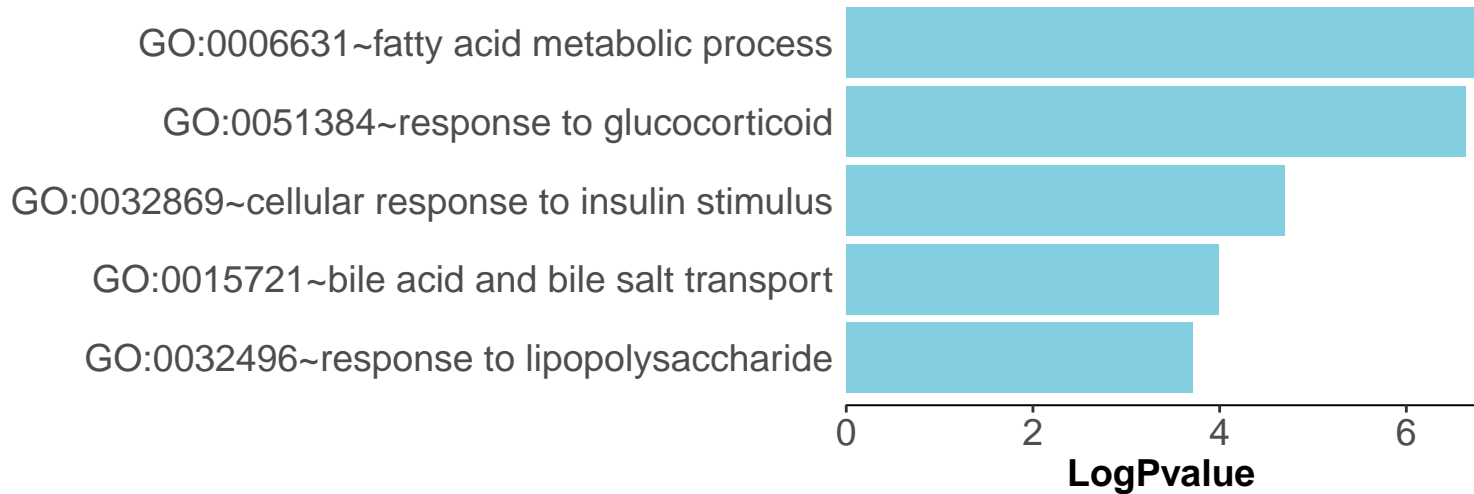 GO:0006631~fatty acid metabolic process
GO:0051384~response to glucocorticoid
GO:0032869~cellular response to insulin stimulus
GO:0015721~bile acid and bile salt transport
GO:0032496~response to lipopolysaccharide
0 2 4 6
LogPvalue